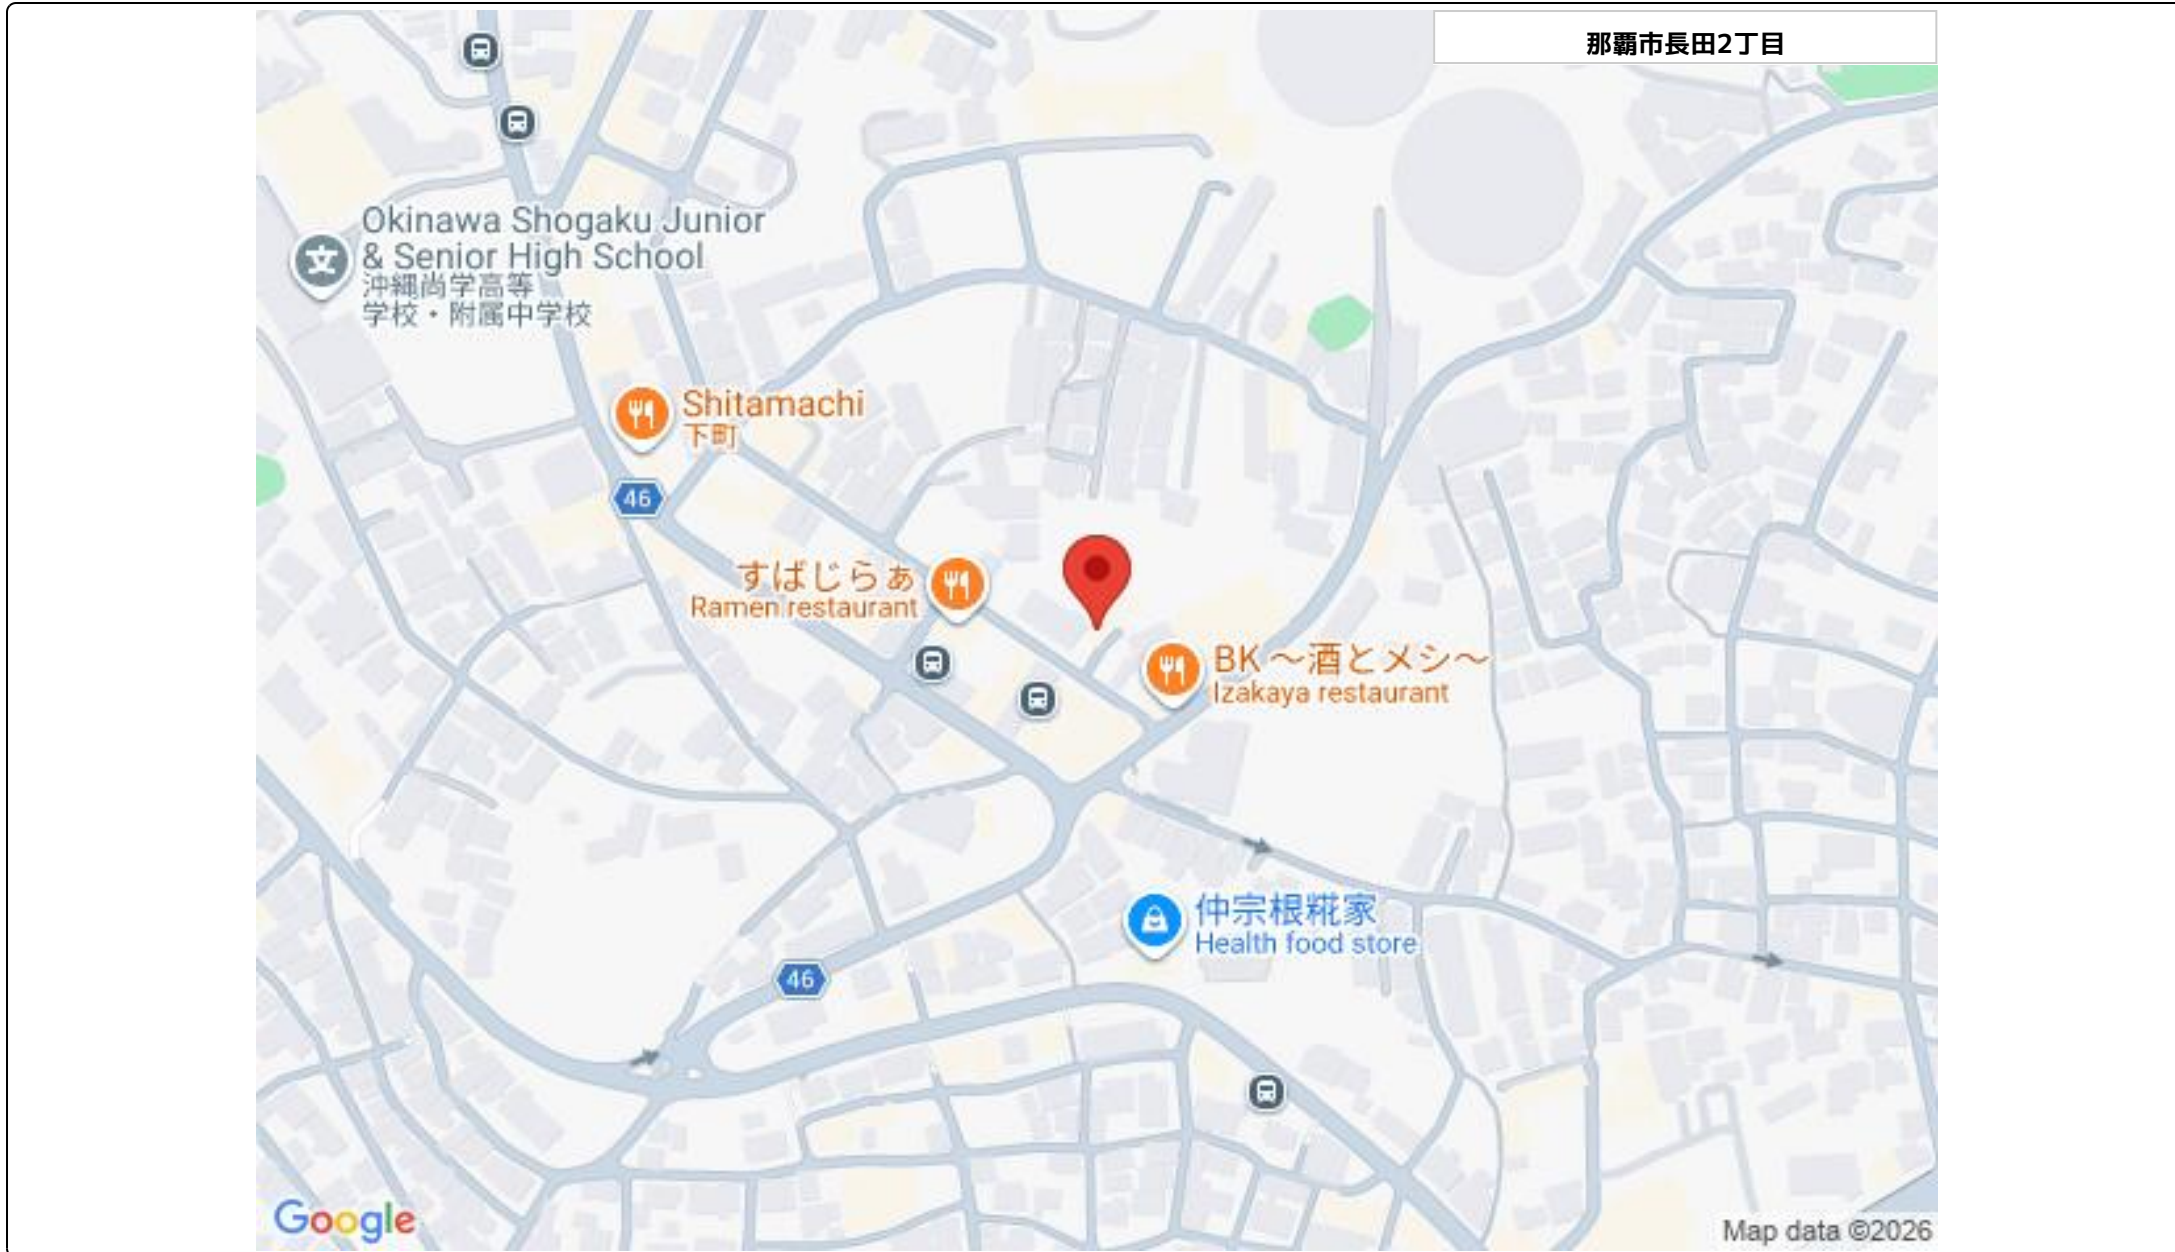 那覇市長田2丁目
Okinawa Shogaku Junior
& Senior High School
沖縄尚学高等
学校・附属中学校
Shitamachi
下町
46
すばじらぁ
Ramen restaurant
BK ～酒とメシ～
Izakaya restaurant
仲宗根糀家
Health food store
46
Google
Map data ©2026